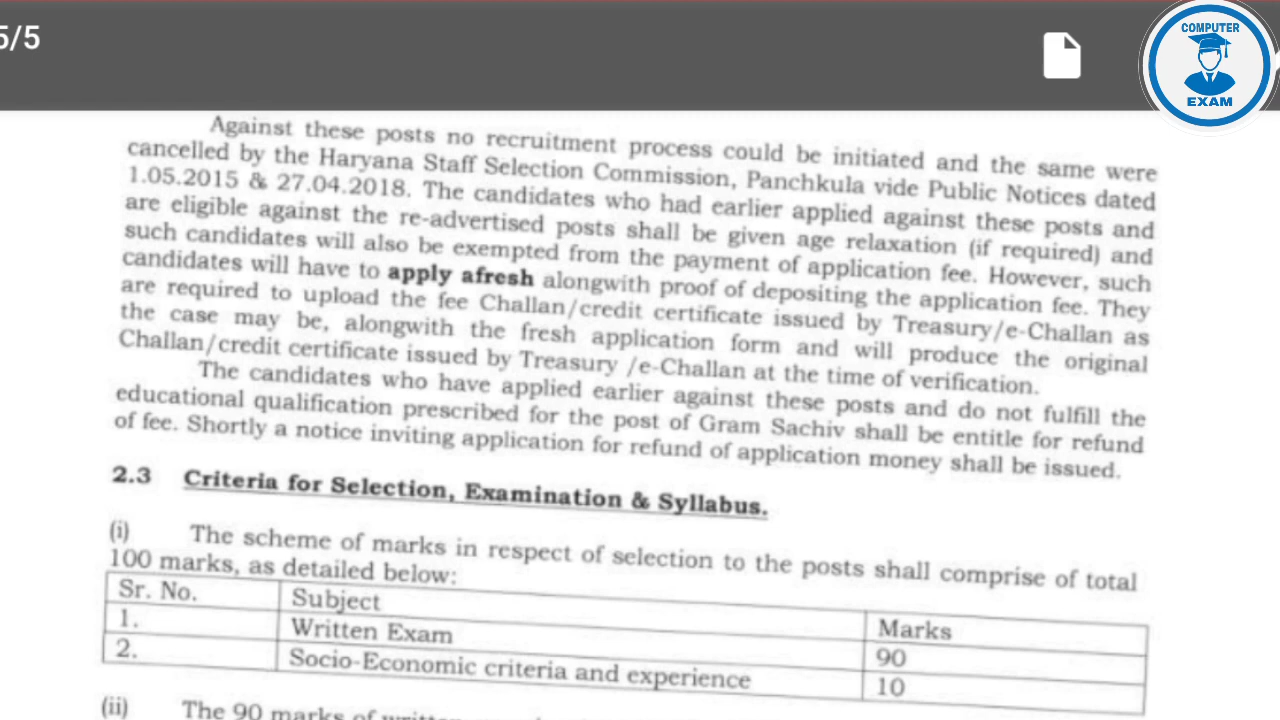 5/5
COMPUTER
EXAM
Against these posts no recruitment process could be initiated and the same were
cancelled by the Haryana Staff Selection Commission, Panchkula vide Public Notices dated
1.05.2015 & 27.04.2018. The candidates who had earlier applied against these posts and
are eligible against the re-advertised posts shall be given age relaxation (if required) and
such candidates will also be exempted from the payment of application fee. However, such
candidates will have to apply afresh alongwith proof of depositing the application fee. They
are required to upload the fee Challan/credit certificate issued by Treasury/e-Challan as
the case may be, alongwith the fresh application form and will produce the original
Challan/credit certificate issued by Treasury /e-Challan at the time of verification.
The candidates who have applied earlier against these posts and do not fulfill the
educational qualification prescribed for the post of Gram Sachiv shall be entitle for refund
of fee. Shortly a notice inviting application for refund of application money shall be issued.
2.3 Criteria for Selection, Examination & Syllabus.
(i) The scheme of marks in respect of selection to the posts shall comprise of total
100 marks, as detailed below:
Sr. No. Subject Marks
1. Written Exam 90
2. Socio-Economic criteria and experience 10
(ii) The 90 marks of